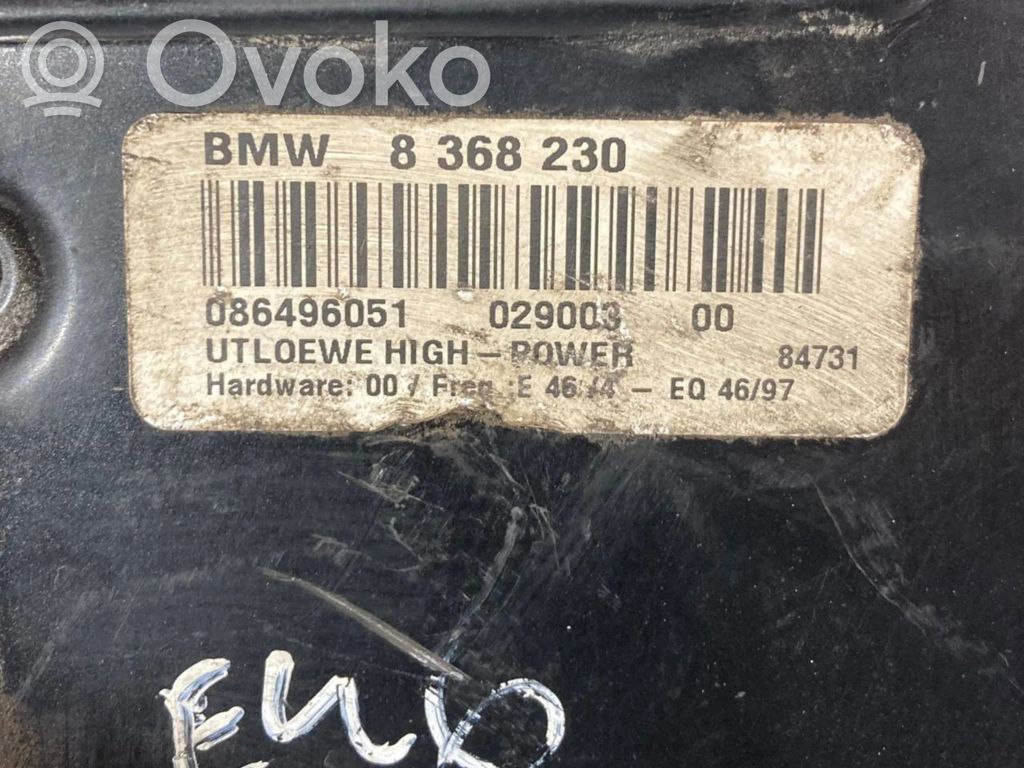 Ovoko
BMW 8 368 230
086496051 029003 00
UTLOEWE HIGH – POWER 84731
Hardware: 00 / Freq.:E 46 /4 – EQ 46/97
E46